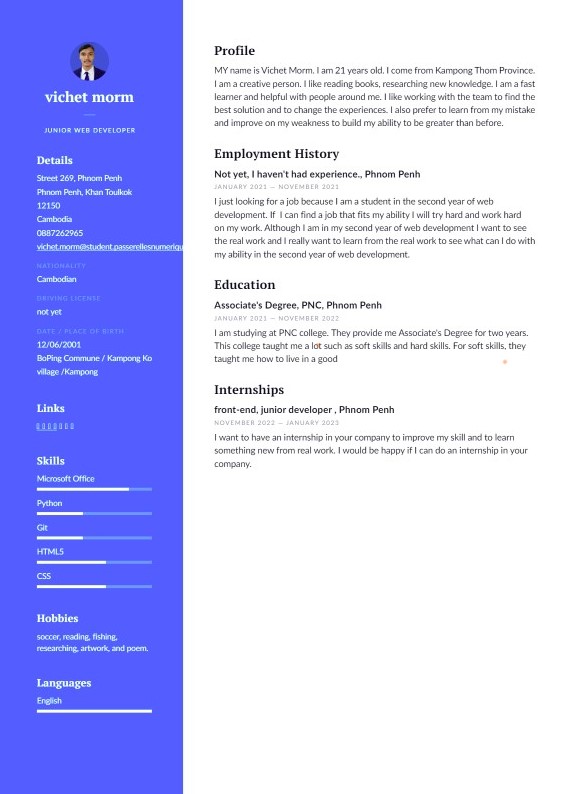 vichet morm
JUNIOR WEB DEVELOPER
Details
Street 269, Phnom Penh
Phnom Penh, Khan Toulkok
12150
Cambodia
0887262965
vichet.morm@student.passerellesnumeriqu
NATIONALITY
Cambodian
DRIVING LICENSE
not yet
DATE / PLACE OF BIRTH
12/06/2001
BoPing Commune / Kampong Ko
village /Kampong
Links
Skills
Microsoft Office
Python
Git
HTML5
CSS
Hobbies
soccer, reading, fishing,
researching, artwork, and poem.
Languages
English
Profile
MY name is Vichet Morm. I am 21 years old. I come from Kampong Thom Province.
I am a creative person. I like reading books, researching new knowledge. I am a fast
learner and helpful with people around me. I like working with the team to find the
best solution and to change the experiences. I also prefer to learn from my mistake
and improve on my weakness to build my ability to be greater than before.
Employment History
Not yet, I haven't had experience., Phnom Penh
JANUARY 2021 — NOVEMBER 2021
I just looking for a job because I am a student in the second year of web
development. If I can find a job that fits my ability I will try hard and work hard
on my work. Although I am in my second year of web development I want to see
the real work and I really want to learn from the real work to see what can I do with
my ability in the second year of web development.
Education
Associate's Degree, PNC, Phnom Penh
JANUARY 2021 — NOVEMBER 2022
I am studying at PNC college. They provide me Associate's Degree for two years.
This college taught me a lot such as soft skills and hard skills. For soft skills, they
taught me how to live in a good
Internships
front-end, junior developer , Phnom Penh
NOVEMBER 2022 — JANUARY 2023
I want to have an internship in your company to improve my skill and to learn
something new from real work. I would be happy if I can do an internship in your
company.